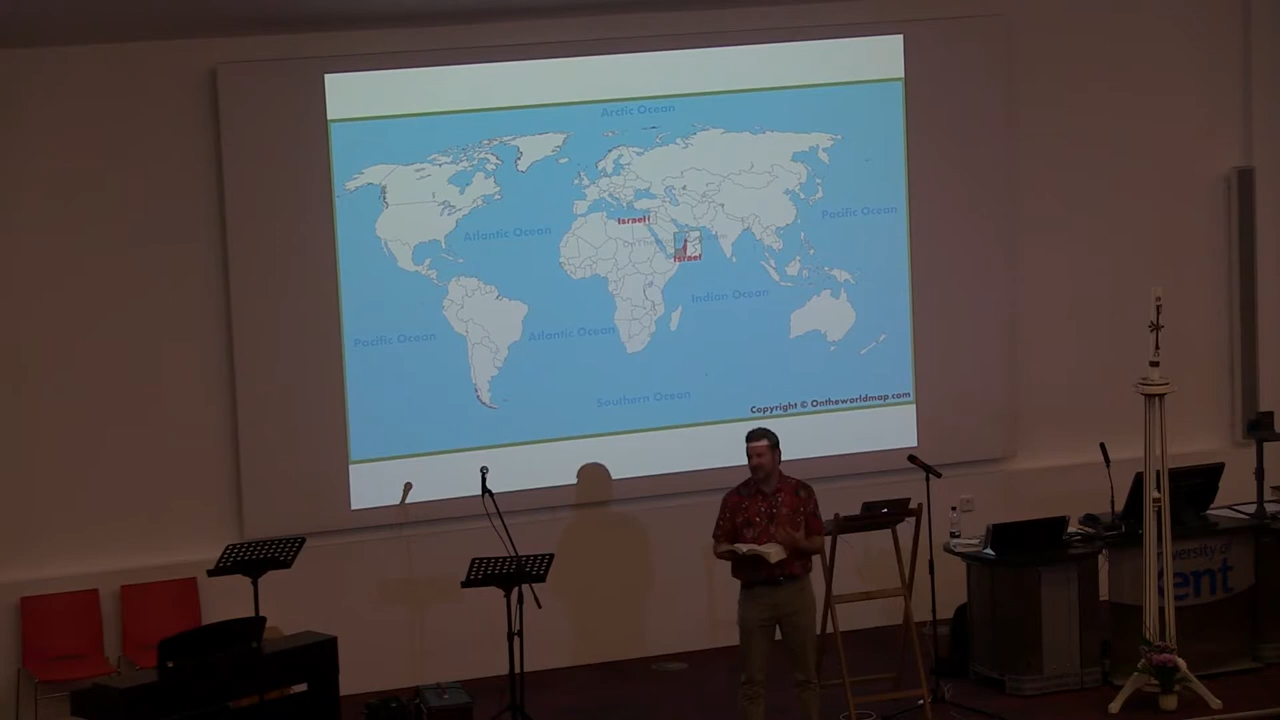 Arctic Ocean
Israel
Pacific Ocean
Atlantic Ocean
Israel
Indian Ocean
Pacific Ocean
Atlantic Ocean
Southern Ocean
Copyright © Ontheworldmap.com
University of
Kent